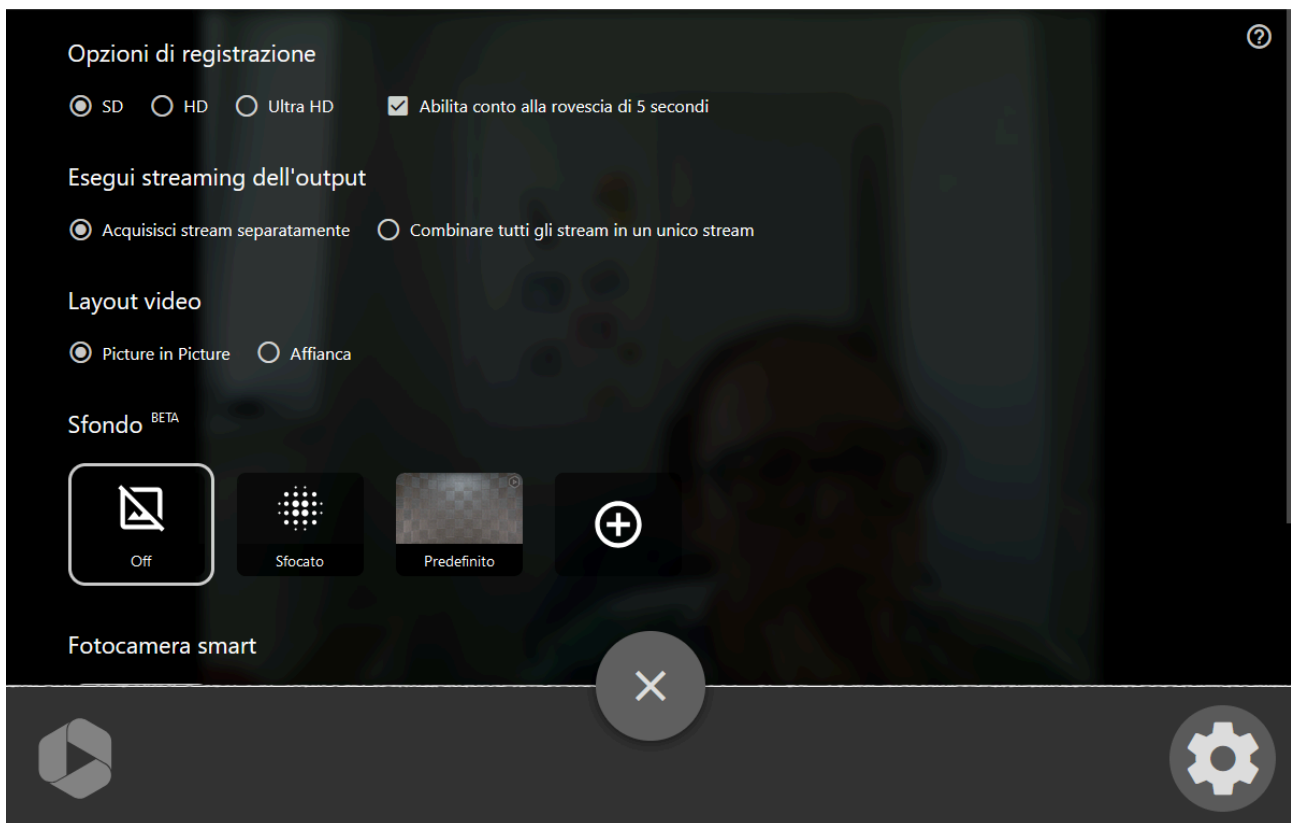 Opzioni di registrazione
SD HD Ultra HD Abilita conto alla rovescia di 5 secondi
Esegui streaming dell'output
Acquisisci stream separatamente Combinare tutti gli stream in un unico stream
Layout video
Picture in Picture Affianca
Sfondo BETA
Off Sfocato Predefinito
Fotocamera smart